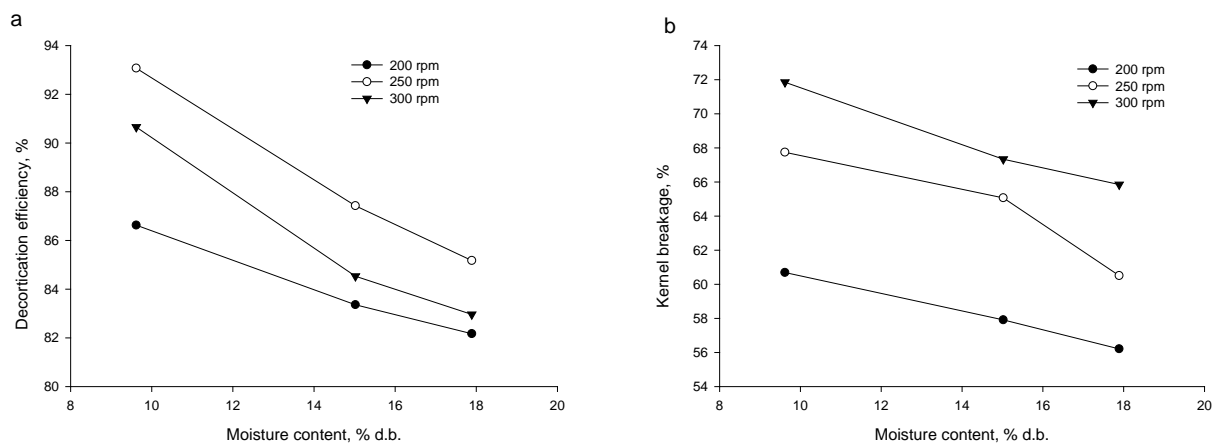 a
94
92
90
88
86
84
82
80
8
10
12
14
16
18
20
Decortication efficiency, %
Moisture content, % d.b.
200 rpm
250 rpm
300 rpm
b
74
72
70
68
66
64
62
60
58
56
54
8
10
12
14
16
18
20
Kernel breakage, %
Moisture content, % d.b.
200 rpm
250 rpm
300 rpm